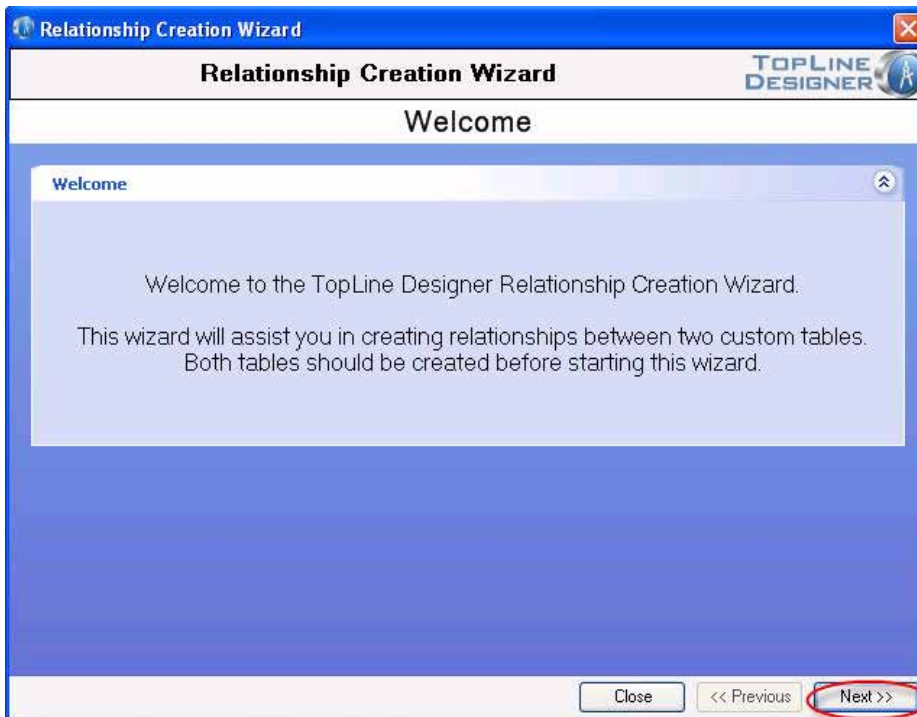 Relationship Creation Wizard
Relationship Creation Wizard
TOPLINE
DESIGNER
Welcome
Welcome
Welcome to the TopLine Designer Relationship Creation Wizard.
This wizard will assist you in creating relationships between two custom tables.
Both tables should be created before starting this wizard.
Close
<< Previous
Next >>